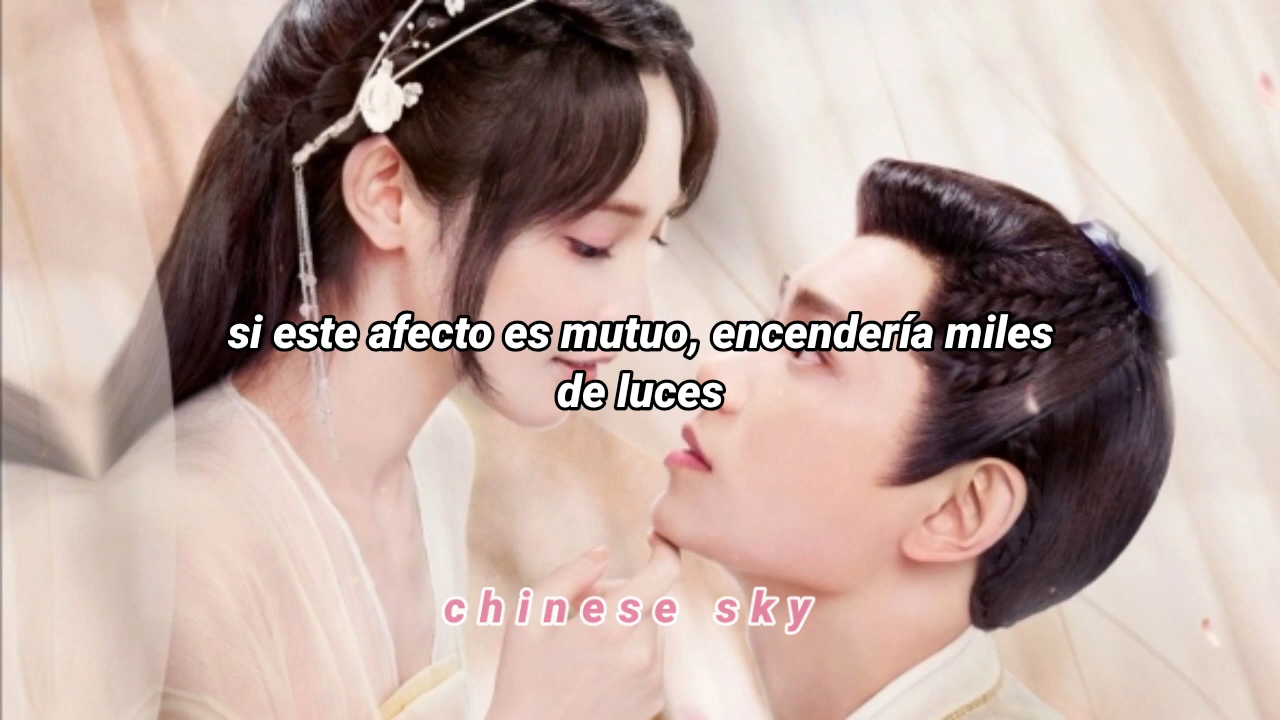 si este afecto es mutuo, encendería miles
de luces
chinese sky